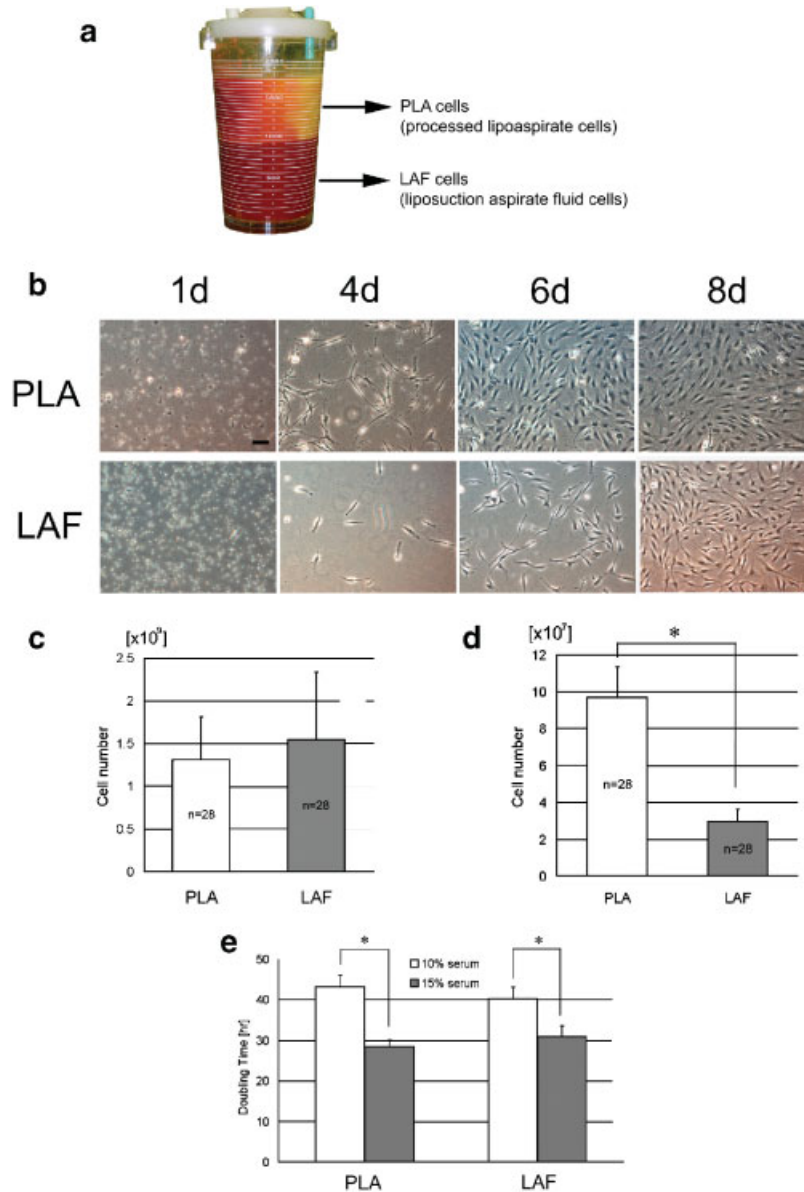 a
PLA cells
(processed lipoaspirate cells)
LAF cells
(liposuction aspirate fluid cells)
b
1d 4d 6d 8d
PLA
LAF
c
[x10⁹]
2.5
2
1.5
1
0.5
0
Cell number
n=28
n=28
PLA LAF
d
[x10⁷]
*
12
10
8
6
4
2
0
Cell number
n=28
n=28
PLA LAF
e
* *
10% serum
15% serum
50
40
30
20
10
0
Doubling Time [hr]
PLA LAF